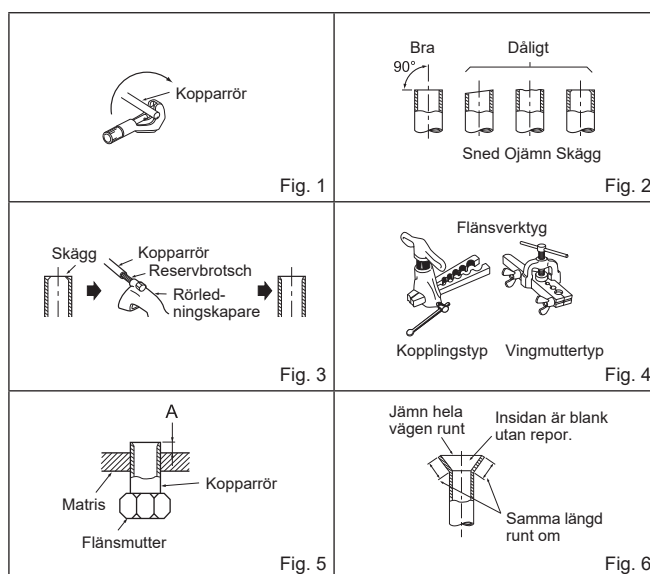 Kopparrör
Fig. 1
Bra
Dåligt
90°
Sned Ojämn Skägg
Fig. 2
Skägg
Kopparrör
Reservbrotsch
Rörled-
ningskapare
Fig. 3
Flänsverktyg
Kopplingstyp
Vingmuttertyp
Fig. 4
A
Matris
Kopparrör
Flänsmutter
Fig. 5
Jämn hela
vägen runt
Insidan är blank
utan repor.
Samma längd
runt om
Fig. 6